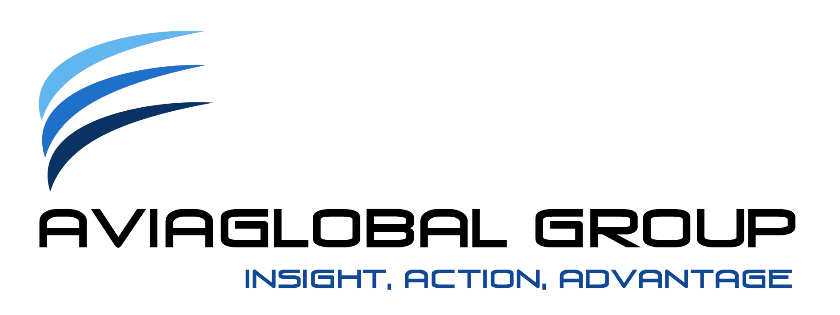 AVIAGLOBAL GROUP
INSIGHT, ACTION, ADVANTAGE